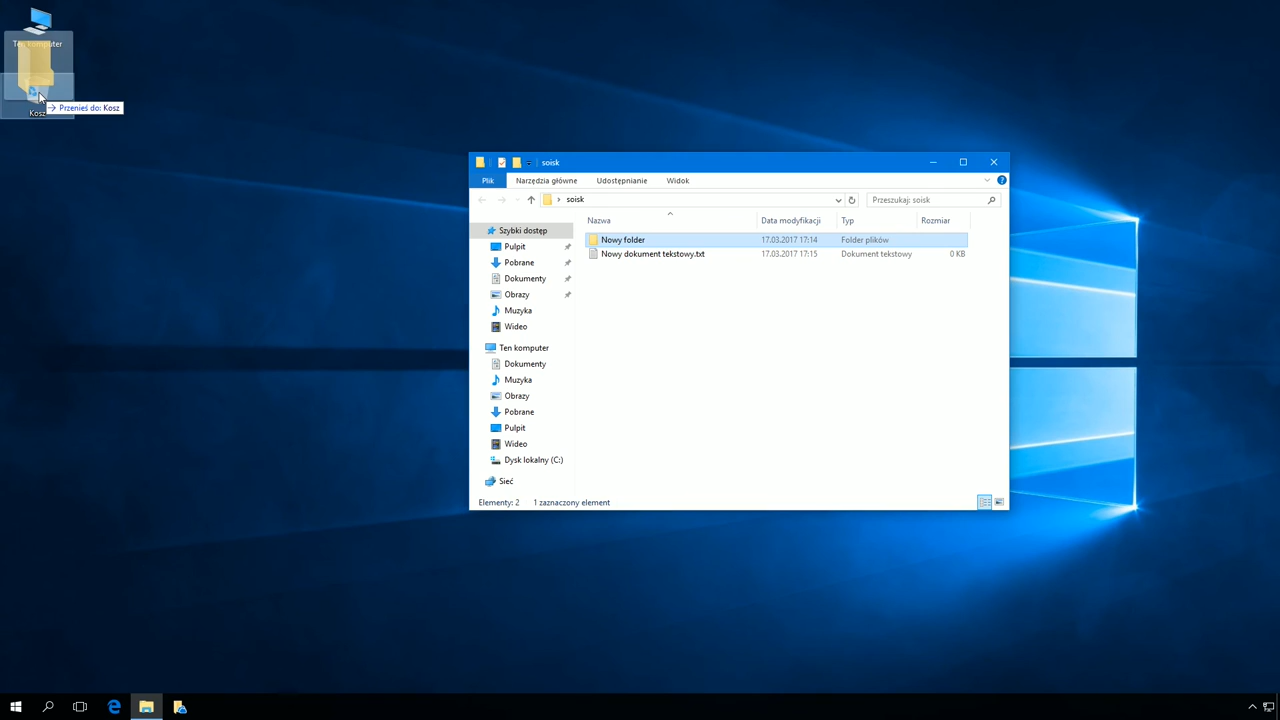 Ten komputer
Przenieś do: Kosz
Kosz
soisk
Plik Narzędzia główne Udostępnianie Widok
soisk
Przeszukaj: soisk
Nazwa Data modyfikacji Typ Rozmiar
Nowy folder 17.03.2017 17:14 Folder plików
Nowy dokument tekstowy.txt 17.03.2017 17:15 Dokument tekstowy 0 KB
Szybki dostęp
Pulpit
Pobrane
Dokumenty
Obrazy
Muzyka
Wideo
Ten komputer
Dokumenty
Muzyka
Obrazy
Pobrane
Pulpit
Wideo
Dysk lokalny (C:)
Sieć
Elementy: 2 1 zaznaczony element